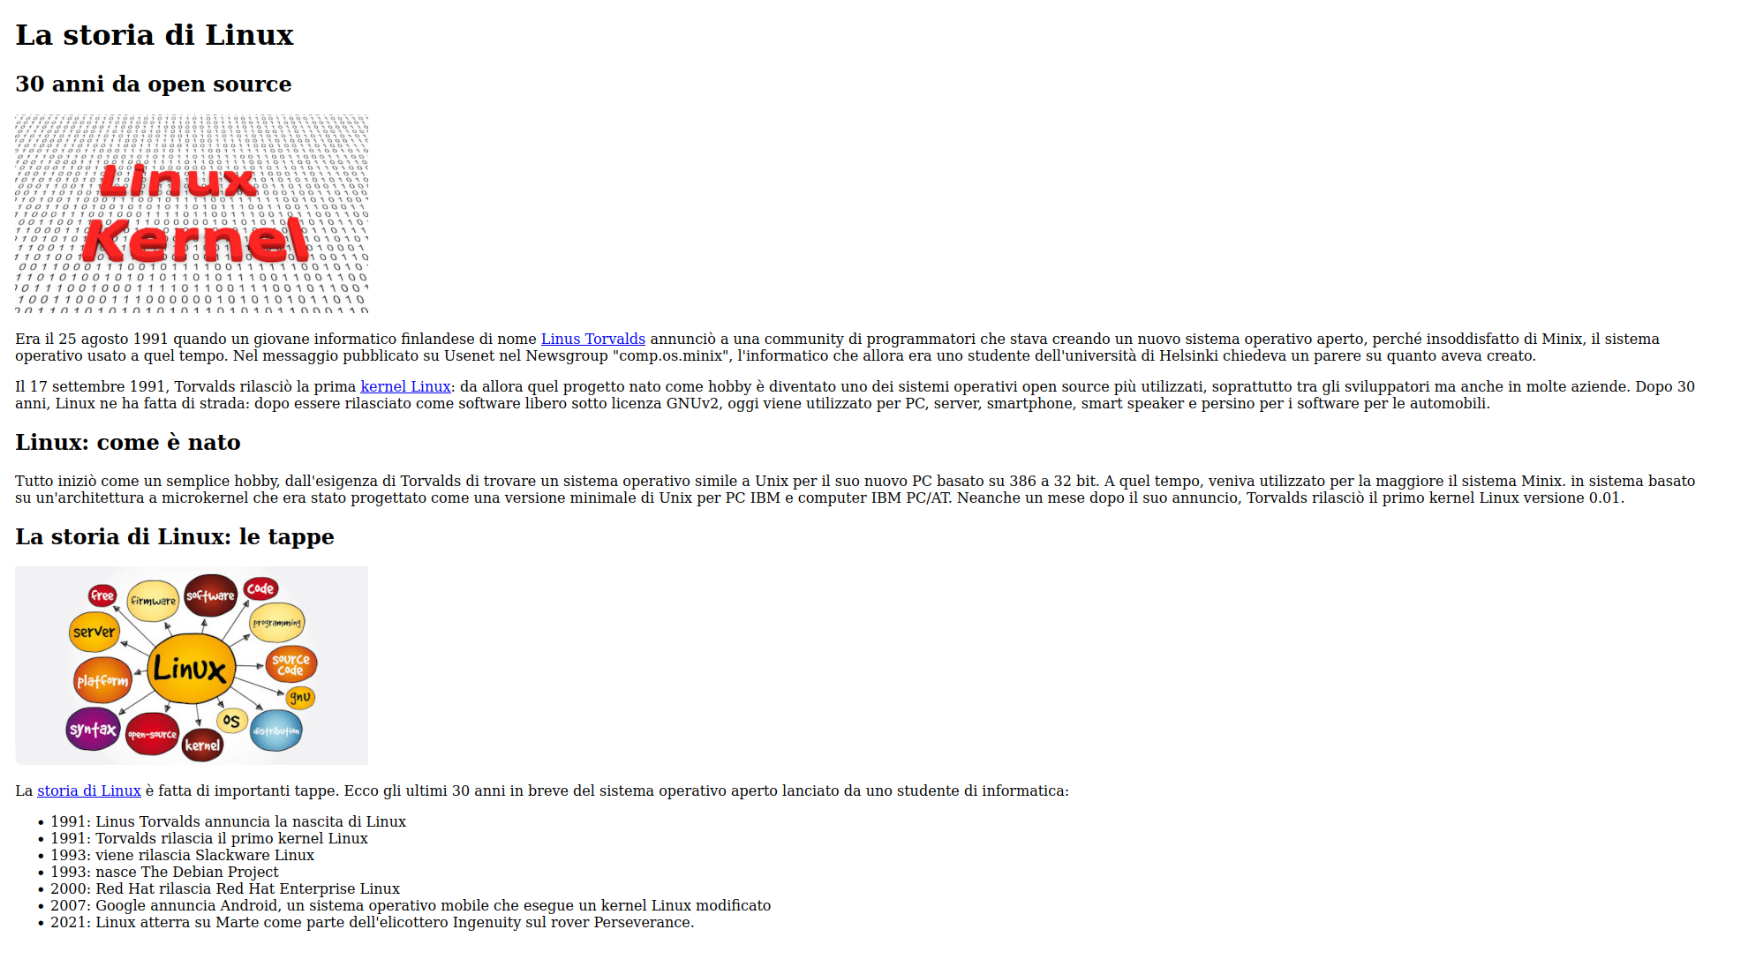 La storia di Linux
30 anni da open source
Linux
Kernel
Era il 25 agosto 1991 quando un giovane informatico finlandese di nome Linus Torvalds annunciò a una community di programmatori che stava creando un nuovo sistema operativo aperto, perché insoddisfatto di Minix, il sistema
operativo usato a quel tempo. Nel messaggio pubblicato su Usenet nel Newsgroup "comp.os.minix", l'informatico che allora era uno studente dell'università di Helsinki chiedeva un parere su quanto aveva creato.
Il 17 settembre 1991, Torvalds rilasciò la prima kernel Linux: da allora quel progetto nato come hobby è diventato uno dei sistemi operativi open source più utilizzati, soprattutto tra gli sviluppatori ma anche in molte aziende. Dopo 30
anni, Linux ne ha fatta di strada: dopo essere rilasciato come software libero sotto licenza GNUv2, oggi viene utilizzato per PC, server, smartphone, smart speaker e persino per i software per le automobili.
Linux: come è nato
Tutto iniziò come un semplice hobby, dall'esigenza di Torvalds di trovare un sistema operativo simile a Unix per il suo nuovo PC basato su 386 a 32 bit. A quel tempo, veniva utilizzato per la maggiore il sistema Minix. in sistema basato
su un'architettura a microkernel che era stato progettato come una versione minimale di Unix per PC IBM e computer IBM PC/AT. Neanche un mese dopo il suo annuncio, Torvalds rilasciò il primo kernel Linux versione 0.01.
La storia di Linux: le tappe
free
firmware
software
code
programming
server
Linux
source
code
platform
gnu
syntax
open-source
kernel
OS
distribution
La storia di Linux è fatta di importanti tappe. Ecco gli ultimi 30 anni in breve del sistema operativo aperto lanciato da uno studente di informatica:
• 1991: Linus Torvalds annuncia la nascita di Linux
• 1991: Torvalds rilascia il primo kernel Linux
• 1993: viene rilascia Slackware Linux
• 1993: nasce The Debian Project
• 2000: Red Hat rilascia Red Hat Enterprise Linux
• 2007: Google annuncia Android, un sistema operativo mobile che esegue un kernel Linux modificato
• 2021: Linux atterra su Marte come parte dell'elicottero Ingenuity sul rover Perseverance.